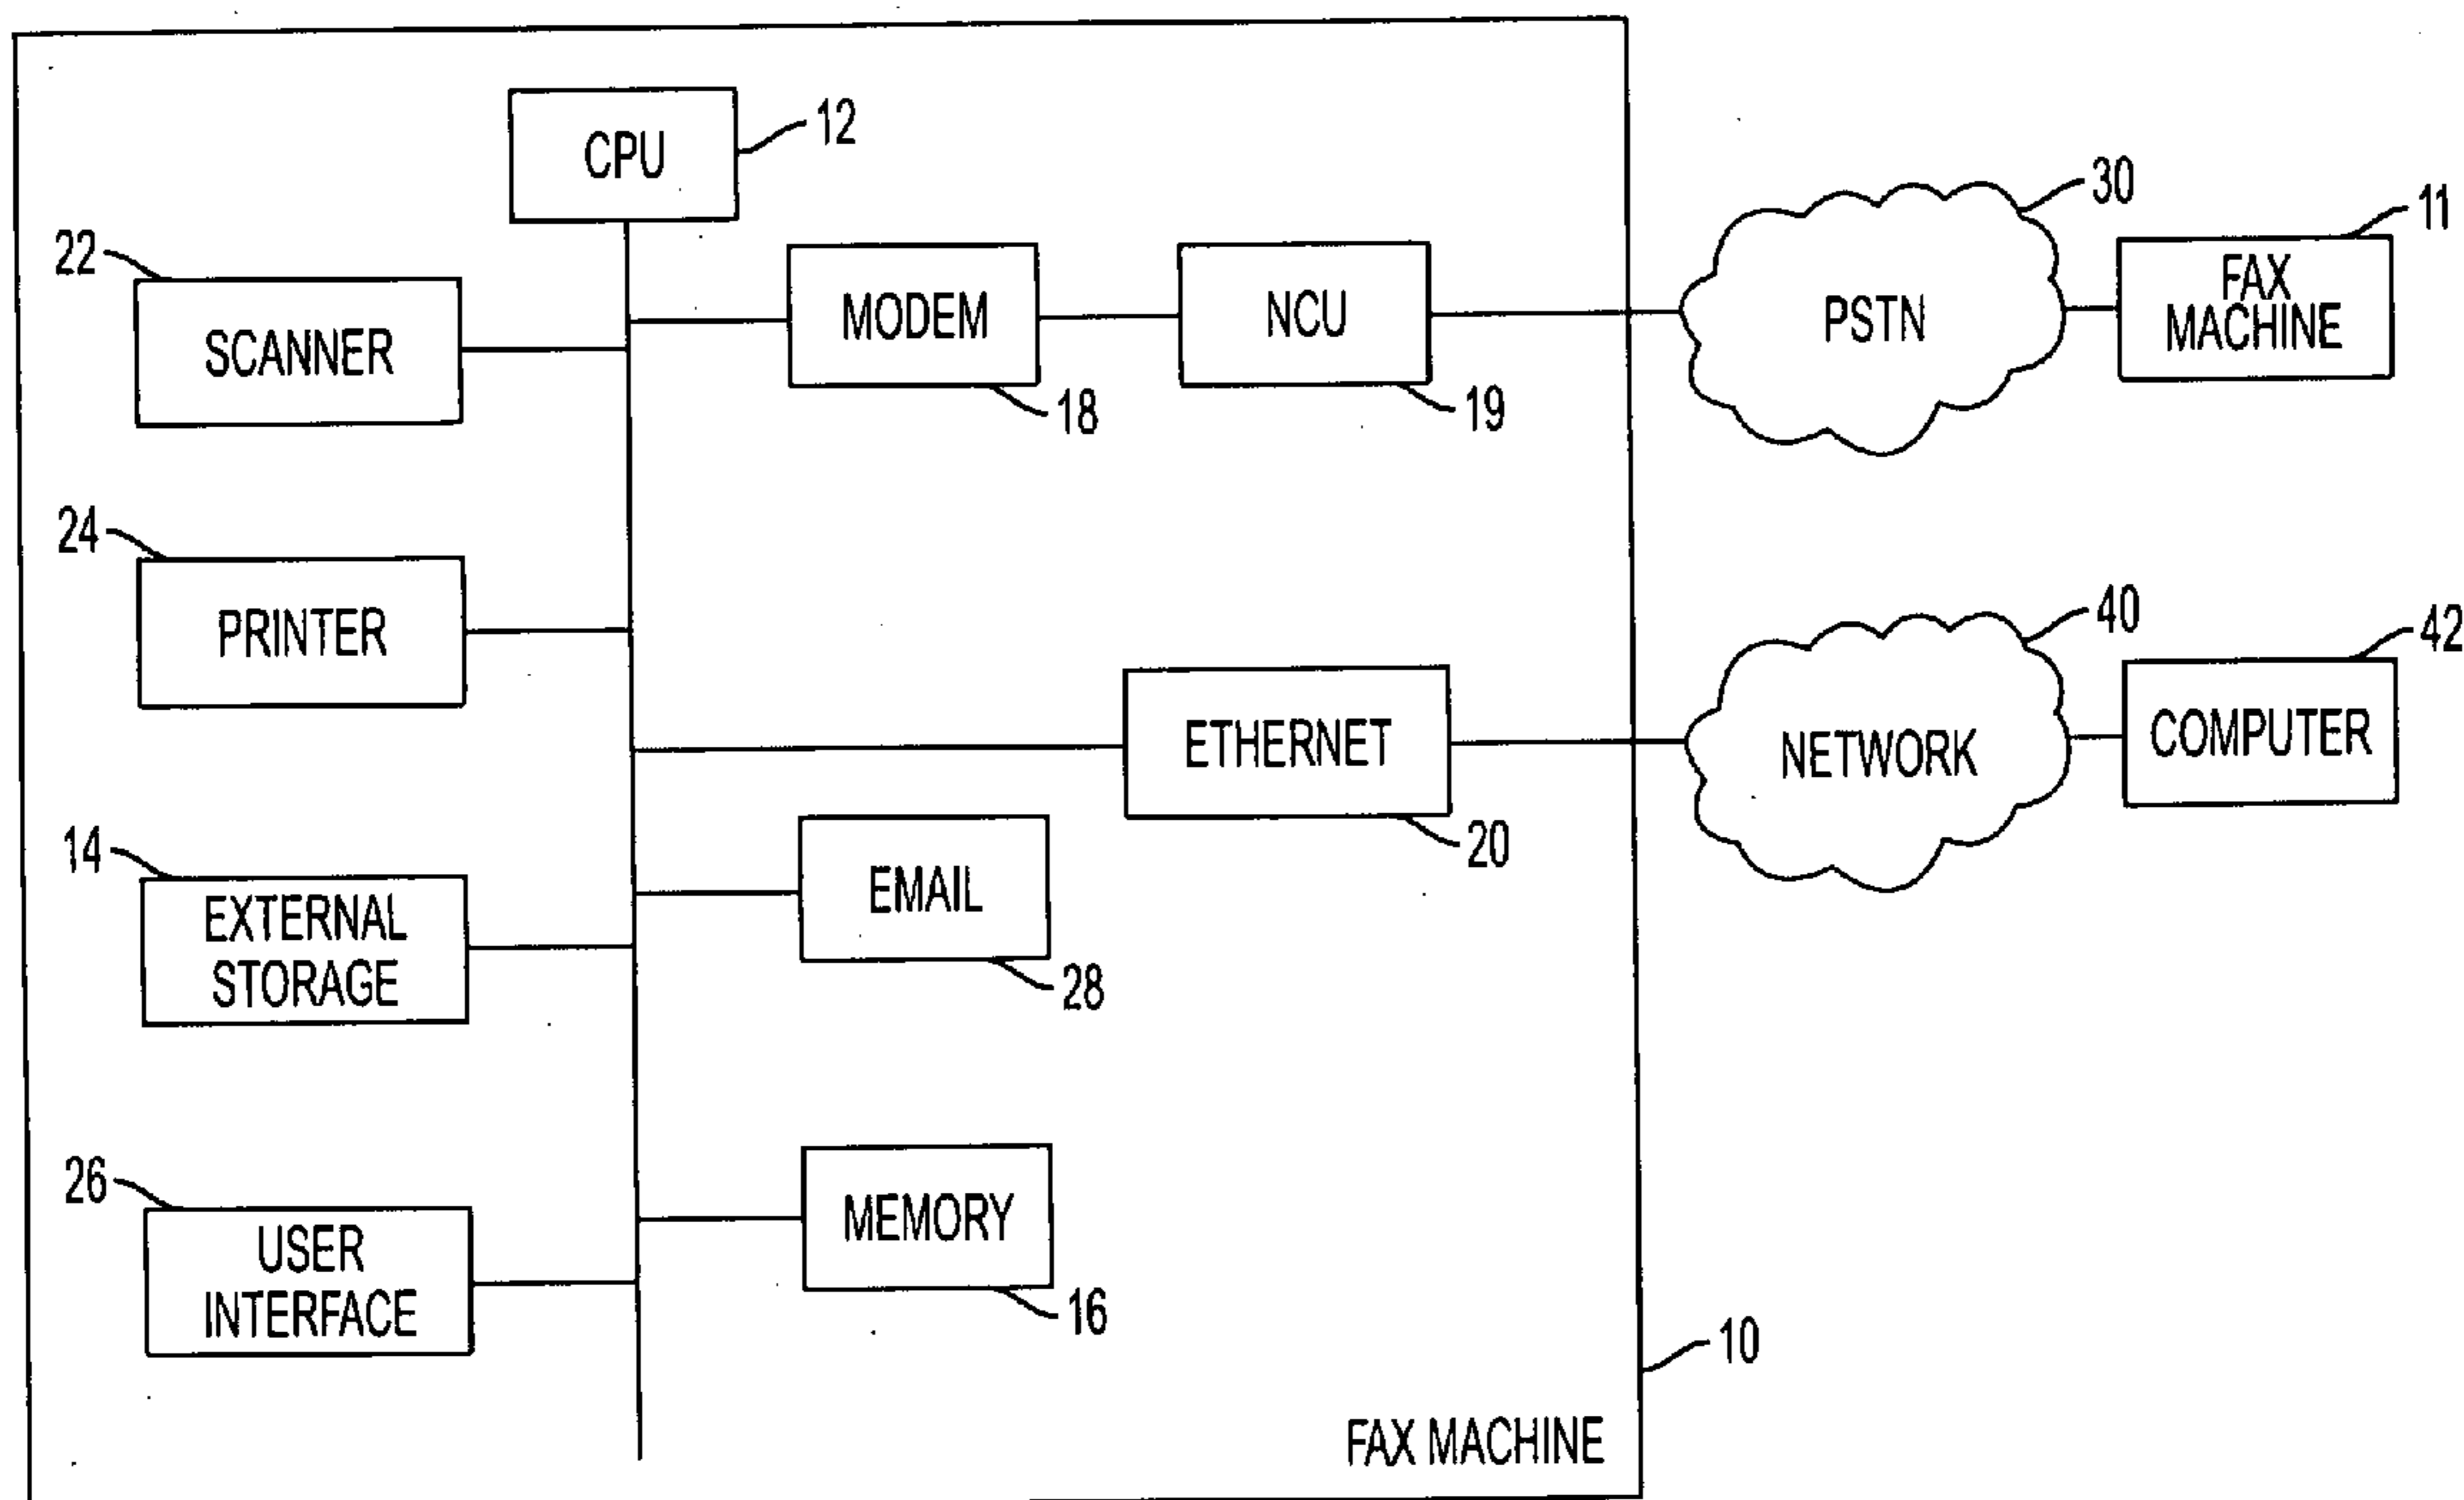 CPU
12
22
SCANNER
MODEM
18
NCU
19
PSTN
30
FAX
MACHINE
11
24
PRINTER
ETHERNET
20
NETWORK
40
COMPUTER
42
14
EXTERNAL
STORAGE
EMAIL
28
26
USER
INTERFACE
MEMORY
16
10
FAX MACHINE